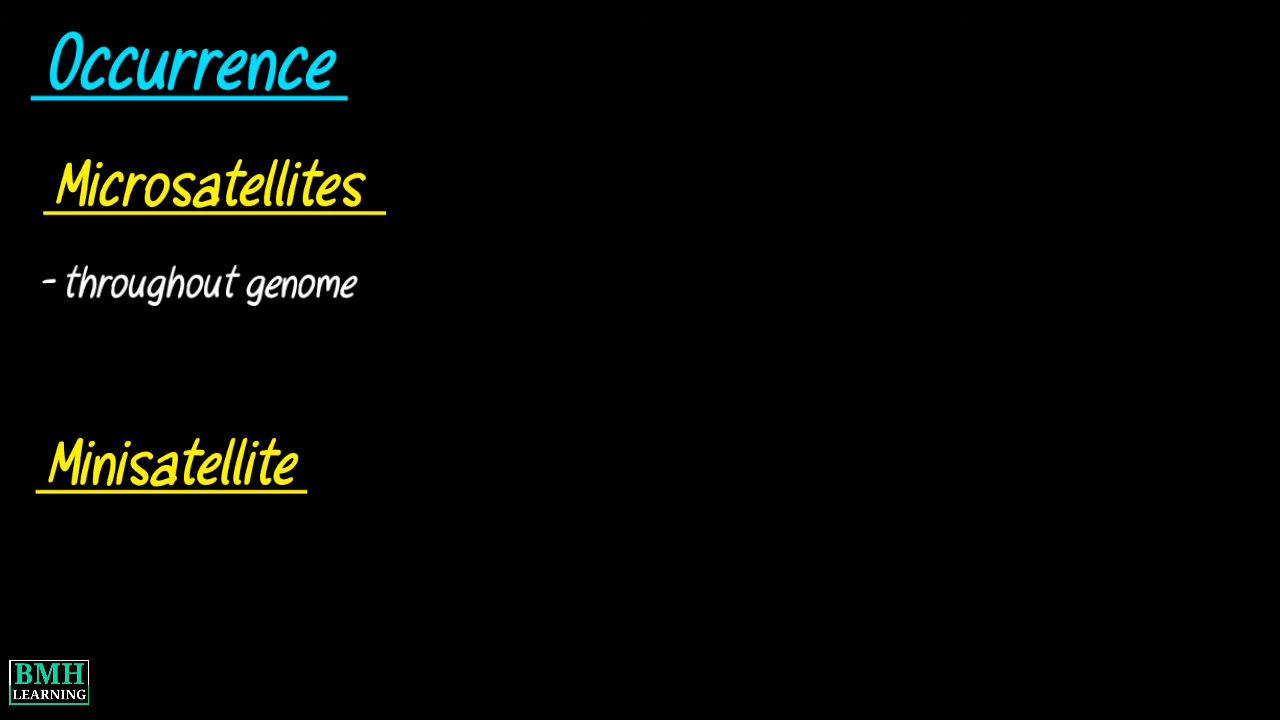 Occurrence
Microsatellites
- throughout genome
Minisatellite
BMH
LEARNING